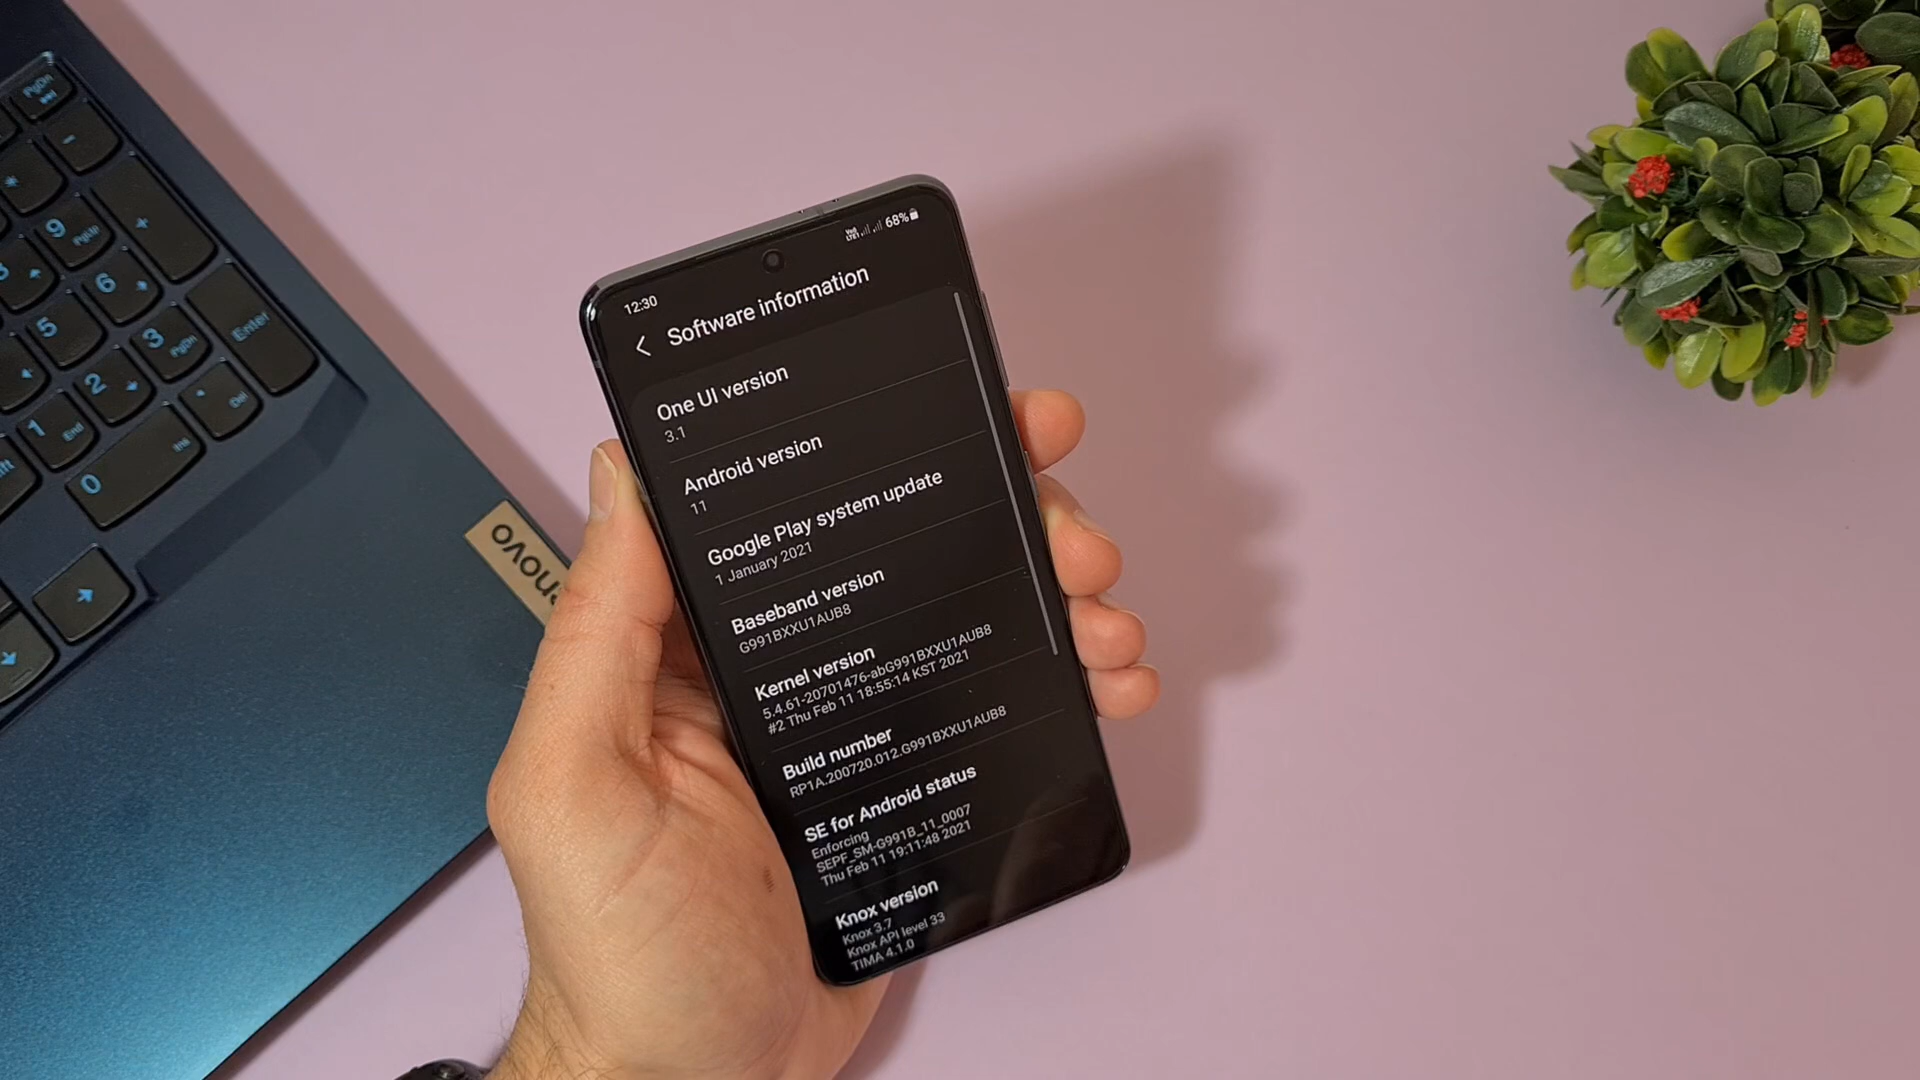 12:30
68%
Software information
One UI version
3.1
Android version
11
Google Play system update
1 January 2021
Baseband version
G991BXXU1AUB8
Kernel version
5.4.61-20701476-abG991BXXU1AUB8
#2 Thu Feb 11 18:55:14 KST 2021
Build number
RP1A.200720.012.G991BXXU1AUB8
SE for Android status
Enforcing
SEPF_SM-G991B_11_0007
Thu Feb 11 19:11:48 2021
Knox version
Knox 3.7
Knox API level 33
TIMA 4.1.0
PgDn
-
+
9 PgUp
6
5
Enter
3 PgDn
2
Del
1 End
Ins
0